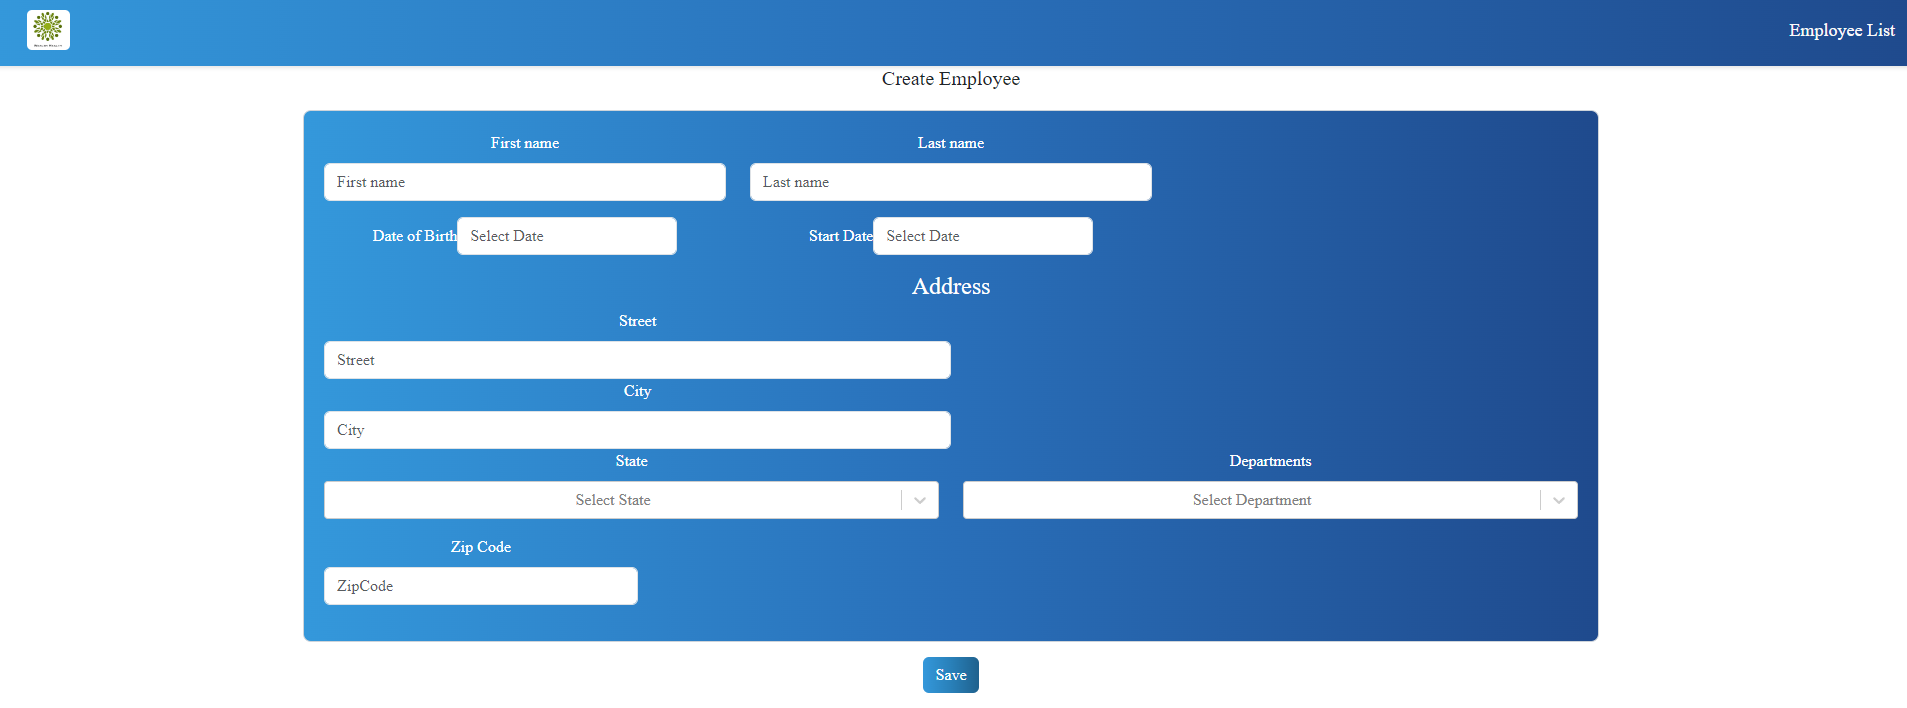 Employee List
Create Employee
First name Last name
First name Last name
Date of Birth Select Date Start Date Select Date
Address
Street
Street
City
City
State Departments
Select State Select Department
Zip Code
ZipCode
Save